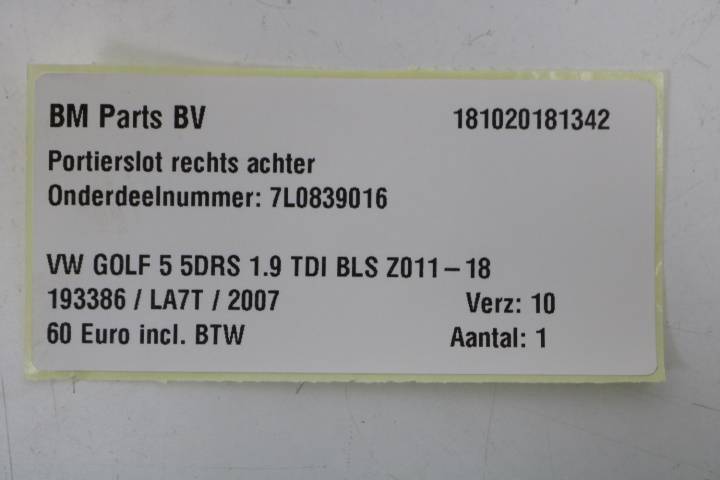 BM Parts BV 181020181342
Portierslot rechts achter
Onderdeelnummer: 7L0839016
VW GOLF 5 5DRS 1.9 TDI BLS Z011-18
193386 / LA7T / 2007 Verz: 10
60 Euro incl. BTW Aantal: 1